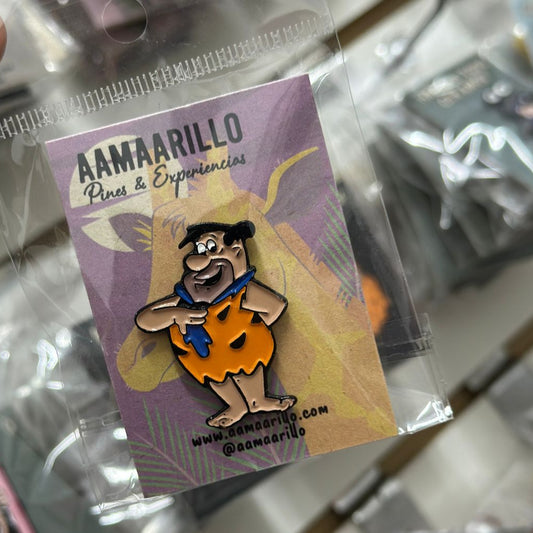 AAMAARILLO
Pines & Experiencias
www.aamaarillo.com
@aamaarillo